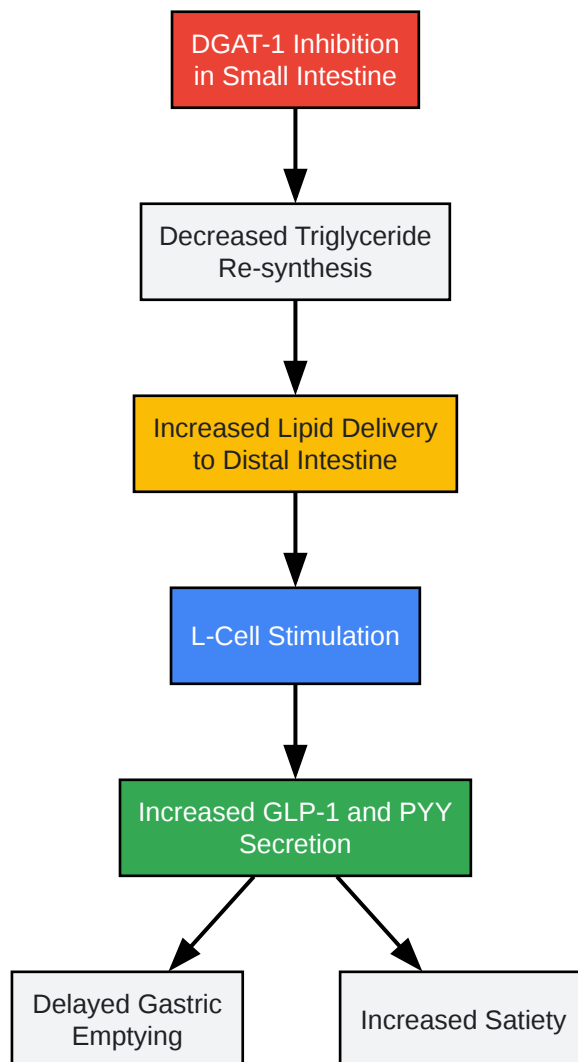 DGAT-1 Inhibition
in Small Intestine
Decreased Triglyceride
Re-synthesis
Increased Lipid Delivery
to Distal Intestine
L-Cell Stimulation
Increased GLP-1 and PYY
Secretion
Delayed Gastric
Emptying
Increased Satiety